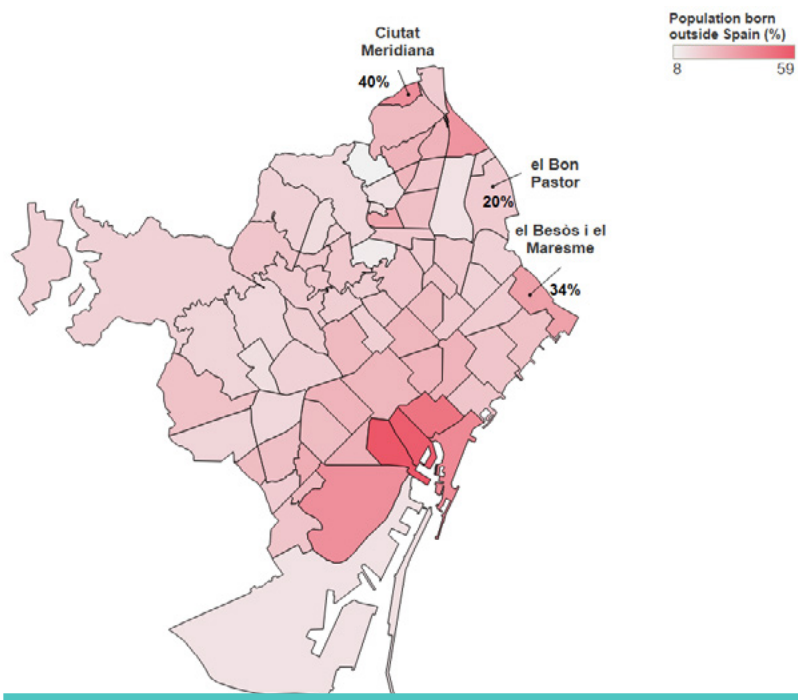 Population born
outside Spain (%)
8 59
Ciutat
Meridiana
40%
el Bon
Pastor
20%
el Besòs i el
Maresme
34%